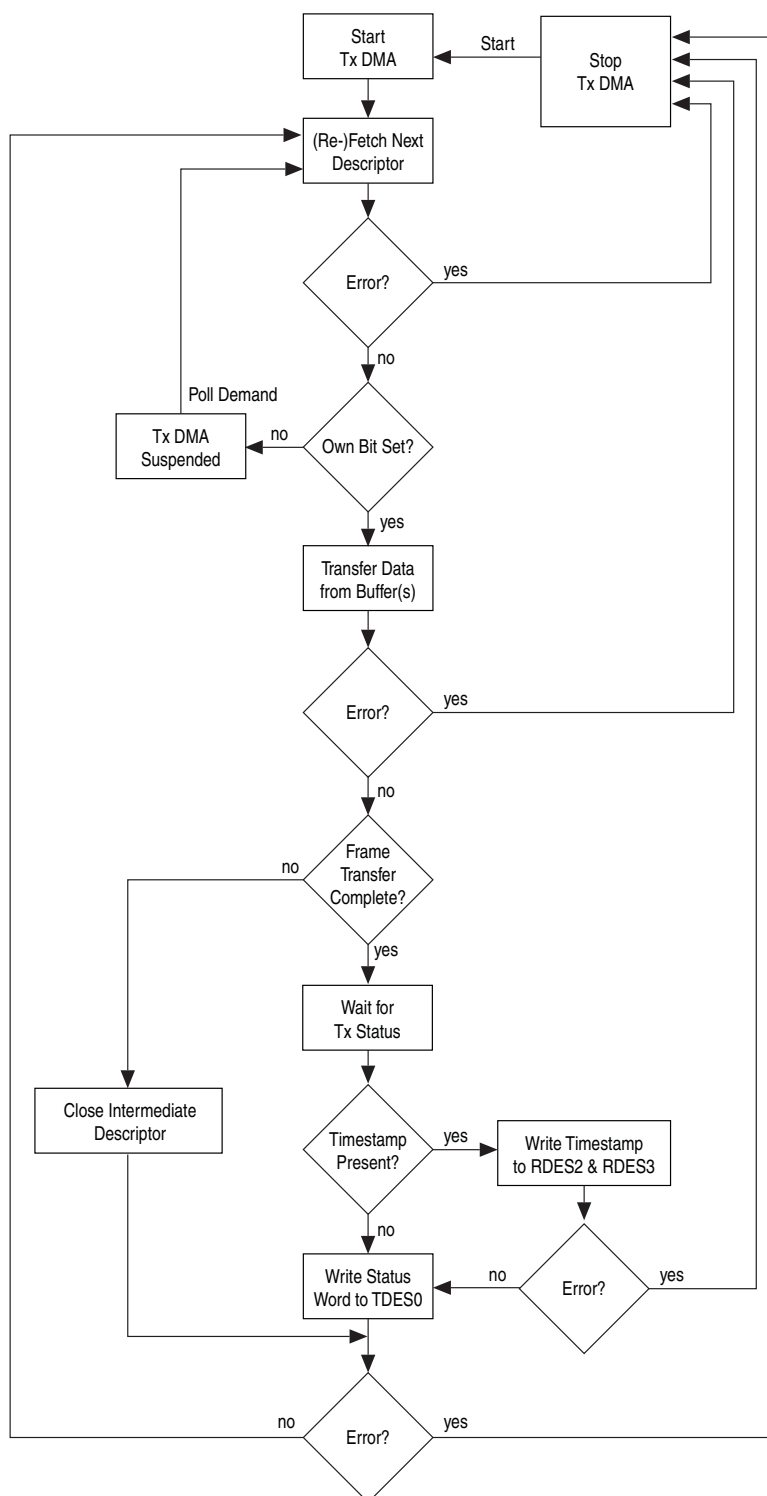 Start
Tx DMA
Start
Stop
Tx DMA
(Re-)Fetch Next
Descriptor
Error?
yes
no
Poll Demand
Tx DMA
Suspended
no
Own Bit Set?
yes
Transfer Data
from Buffer(s)
Error?
yes
no
no
Frame
Transfer
Complete?
yes
Wait for
Tx Status
Close Intermediate
Descriptor
Timestamp
Present?
yes
Write Timestamp
to RDES2 & RDES3
no
Write Status
Word to TDES0
no
Error?
yes
no
Error?
yes